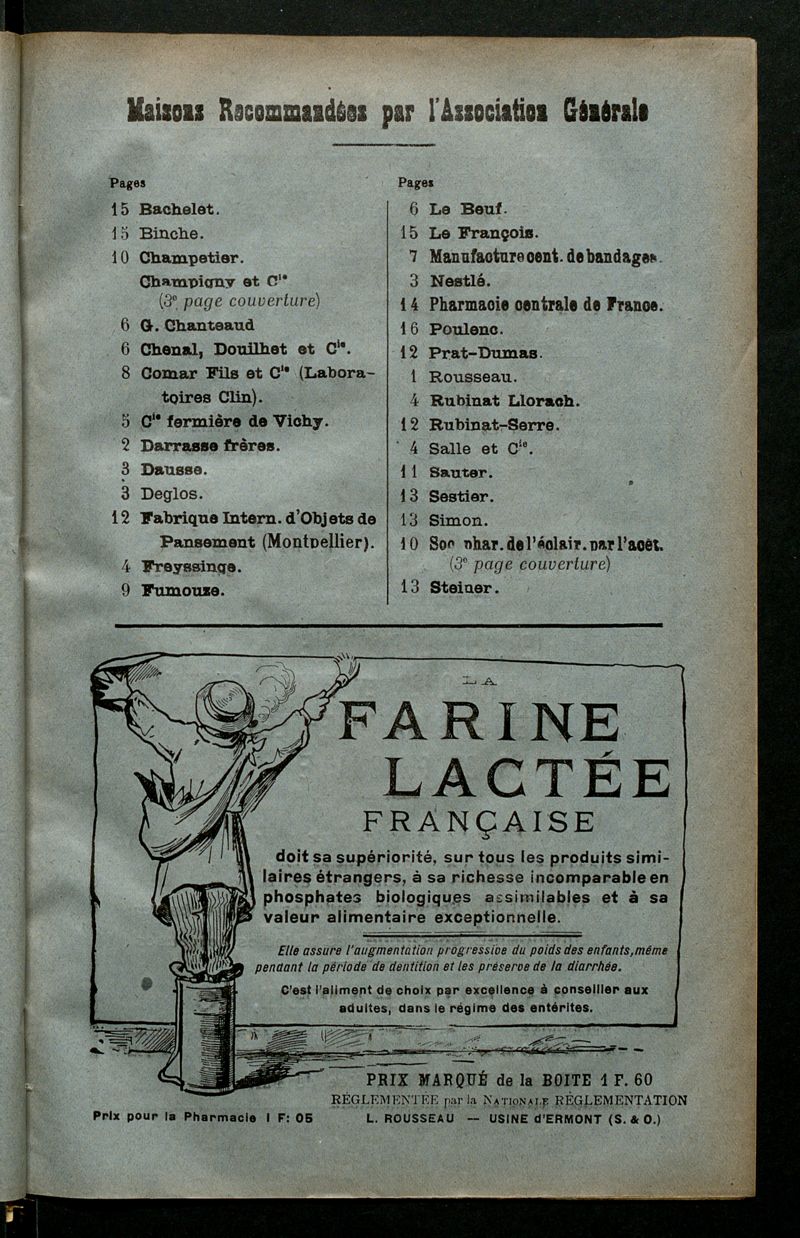 Maisons Recommandées par l'Association Générale
Pages
15 Bachelet.
15 Binche.
10 Champetier.
Champigny et Cie
(3e page couverture)
6 G. Chanteaud
6 Chenal, Douilhet et Cie.
8 Comar Fils et Cie (Labora-
toires Clin).
5 Cie fermière de Vichy.
2 Darrasse frères.
3 Dausse.
3 Deglos.
12 Fabrique Intern. d'Objets de
Pansement (Montpellier).
4 Freyssinge.
9 Fumouze.
Pages
6 Le Beuf.
15 Le François.
7 Manufacture cent. de bandages.
3 Nestlé.
14 Pharmacie centrale de France.
16 Poulenc.
12 Prat-Dumas.
1 Rousseau.
4 Rubinat Llorach.
12 Rubinat-Serre.
4 Salle et Cie.
11 Sauter.
13 Sestier.
13 Simon.
10 Soc phar. de l'éclair. par l'acét.
(3e page couverture)
13 Steiner.
LA
FARINE
LACTÉE
FRANÇAISE
doit sa supériorité, sur tous les produits simi-
laires étrangers, à sa richesse incomparable en
phosphates biologiques assimilables et à sa
valeur alimentaire exceptionnelle.
Elle assure l'augmentation progressive du poids des enfants, même
pendant la période de dentition et les préserve de la diarrhée.
C'est l'aliment de choix par excellence à conseiller aux
adultes, dans le régime des entérites.
PRIX MARQUÉ de la BOITE 1 F. 60
RÉGLEMENTÉE par la NATIONALE RÉGLEMENTATION
Prix pour la Pharmacie 1 F: 05 L. ROUSSEAU — USINE d'ERMONT (S. & O.)